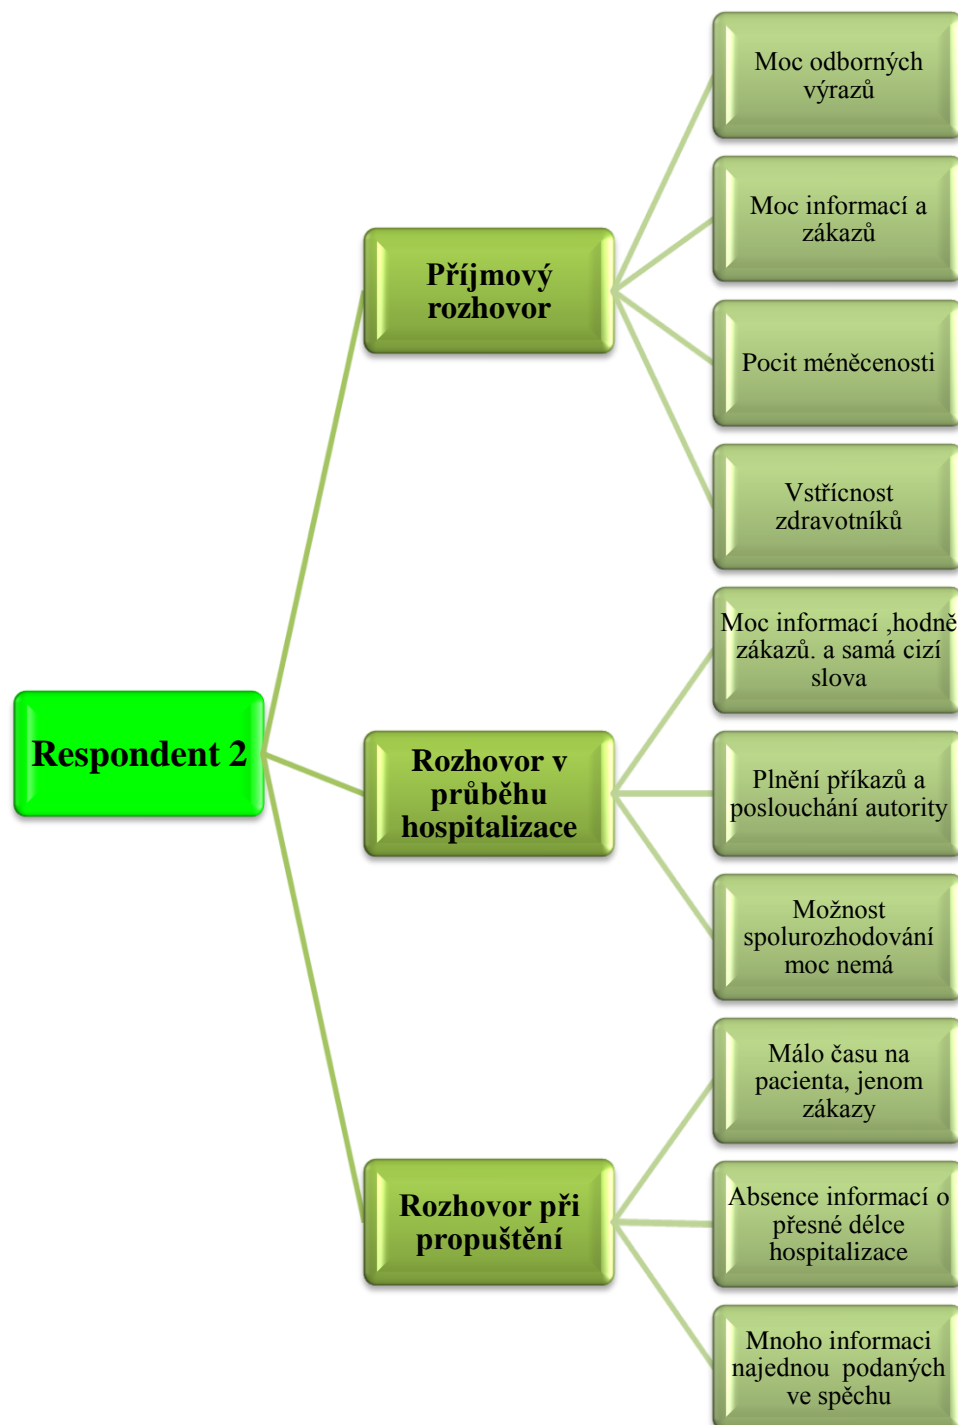 Respondent 2
Příjmový
rozhovor
Moc odborných
výrazů
Moc informací a
zákazů
Pocit méněcenosti
Vstřícnost
zdravotníků
Rozhovor v
průběhu
hospitalizace
Moc informací ,hodně
zákazů. a samá cizí
slova
Plnění příkazů a
poslouchání autority
Možnost
spolurozhodování
moc nemá
Rozhovor při
propuštění
Málo času na
pacienta, jenom
zákazy
Absence informací o
přesné délce
hospitalizace
Mnoho informaci
najednou  podaných
ve spěchu